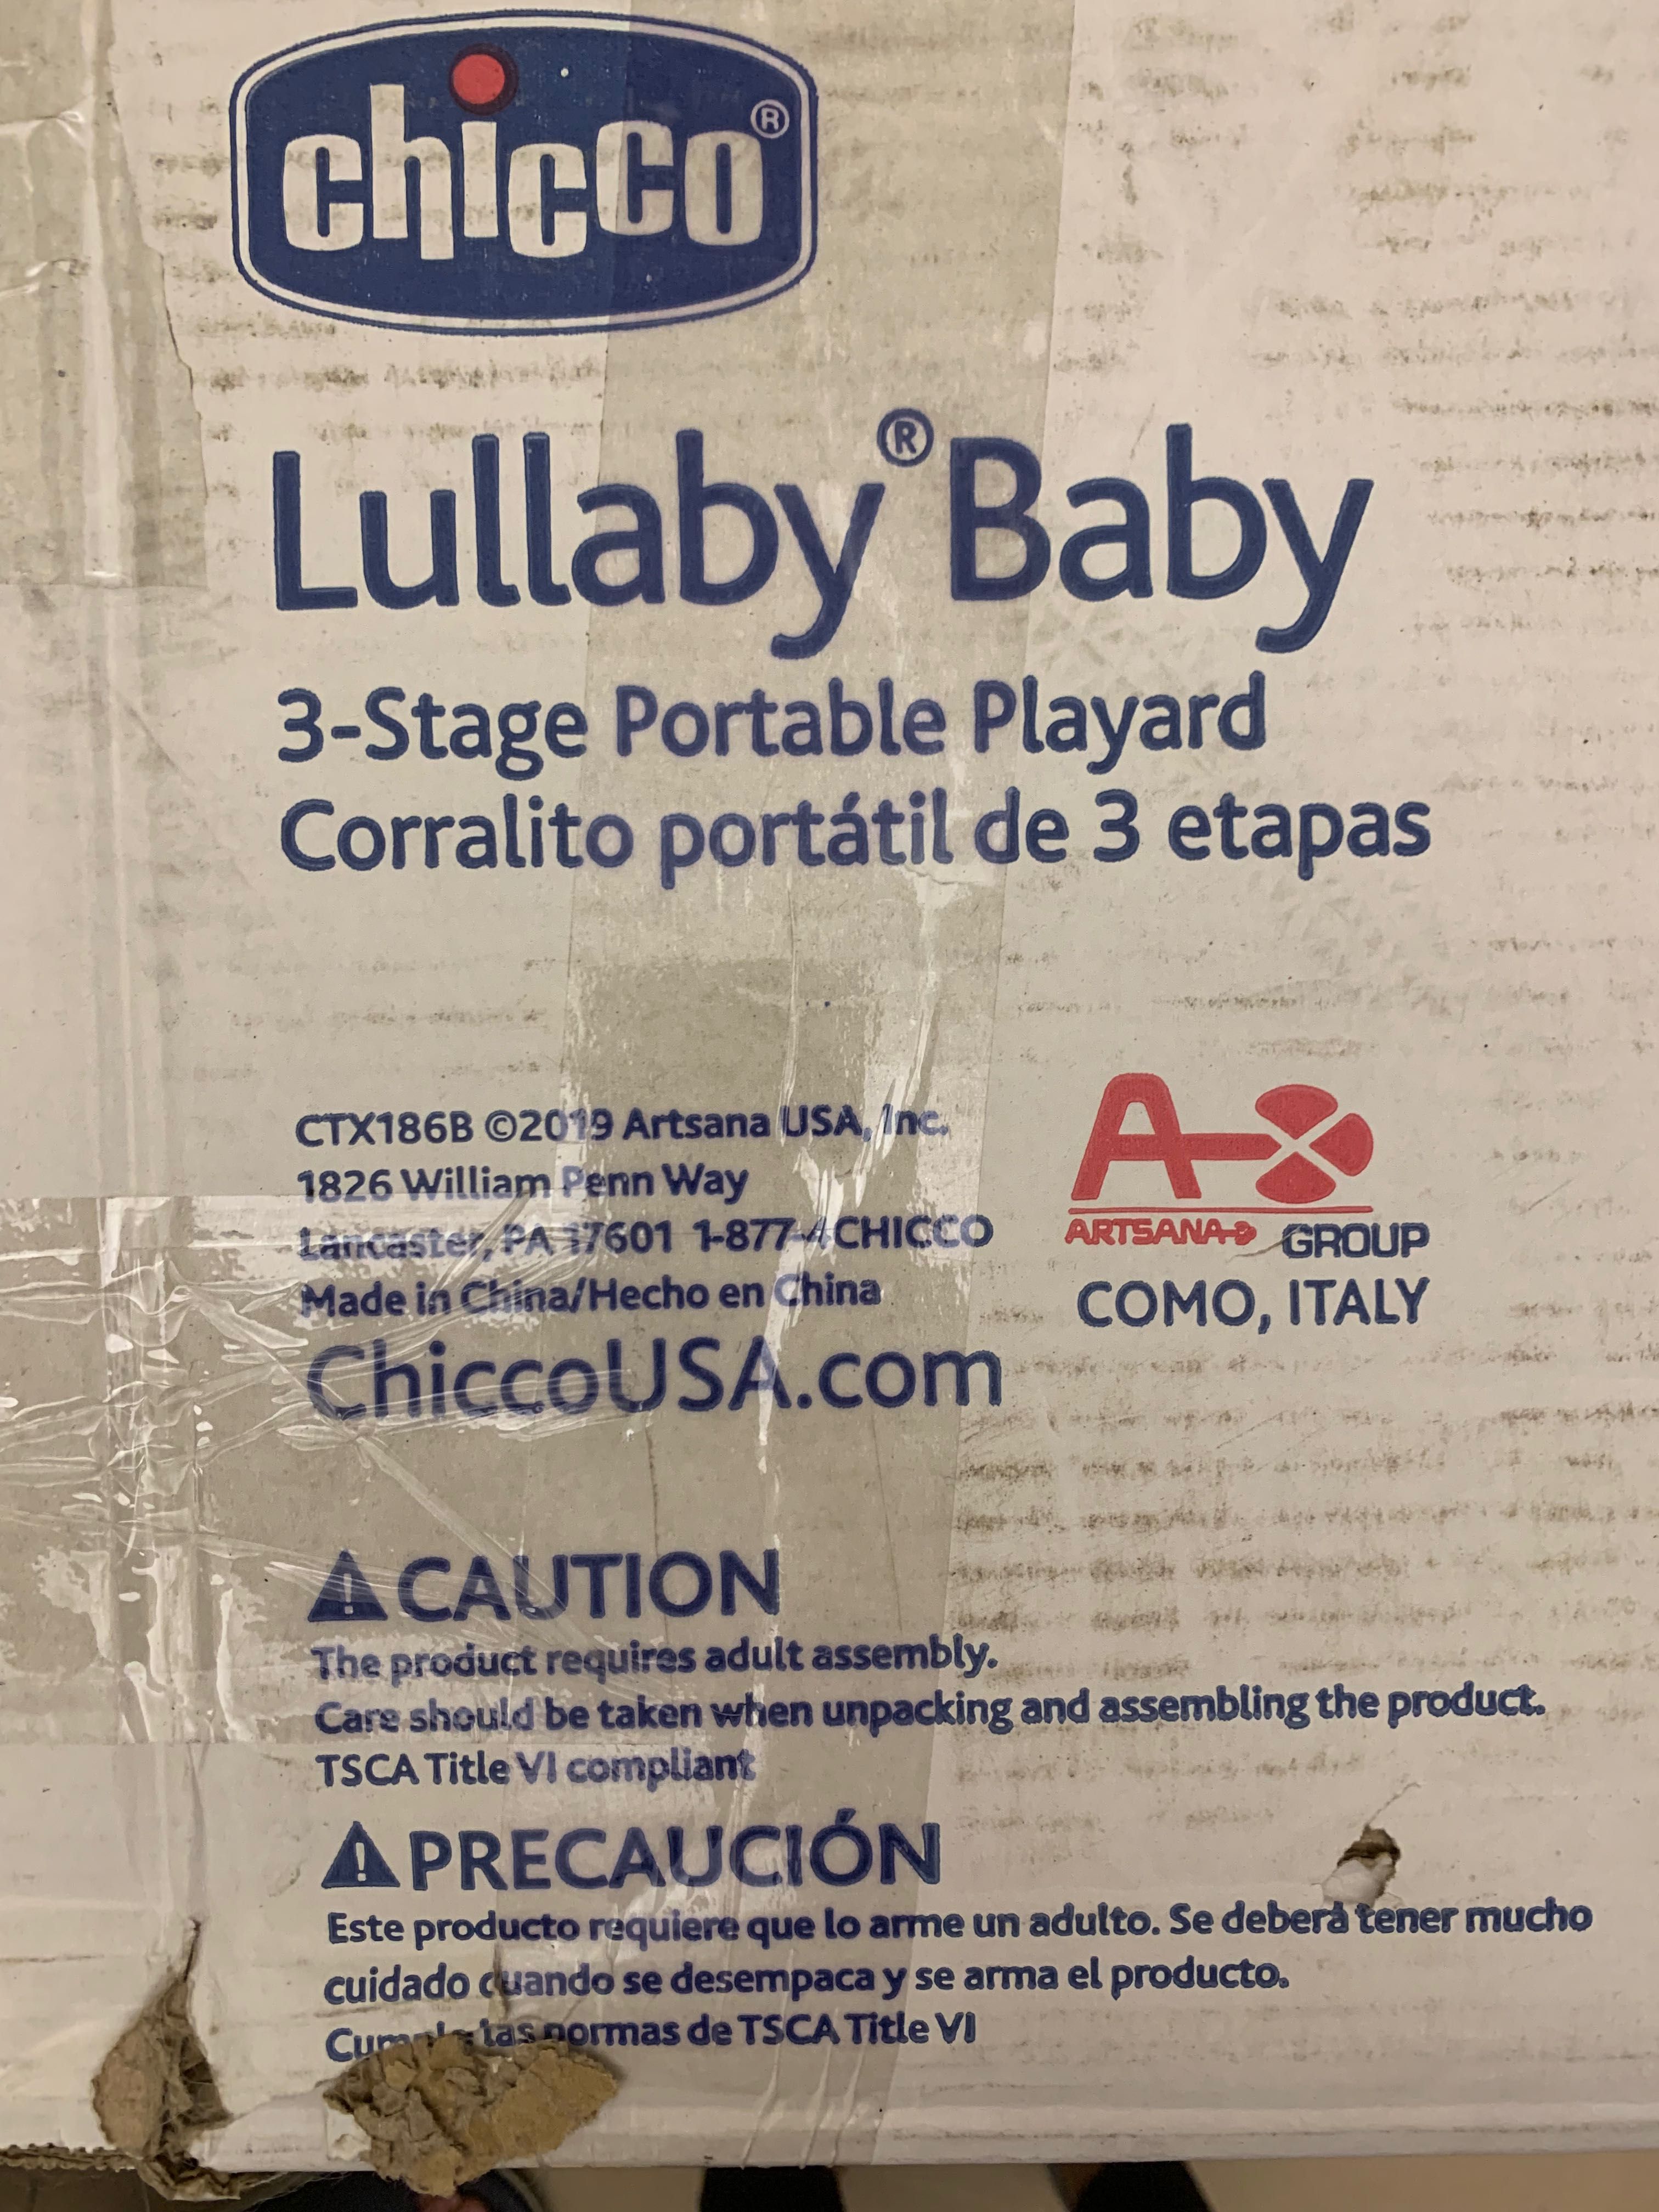 chicco®
Lullaby® Baby
3-Stage Portable Playard
Corralito portátil de 3 etapas
CTX186B ©2019 Artsana USA, Inc.
1826 William Penn Way
Lancaster, PA 17601 1-877-4CHICCO
Made in China/Hecho en China
ChiccoUSA.com
A
ARTSANA GROUP
COMO, ITALY
CAUTION
The product requires adult assembly.
Care should be taken when unpacking and assembling the product.
TSCA Title VI compliant
PRECAUCIÓN
Este producto requiere que lo arme un adulto. Se deberá tener mucho
cuidado cuando se desempaca y se arma el producto.
Cumple las normas de TSCA Title VI